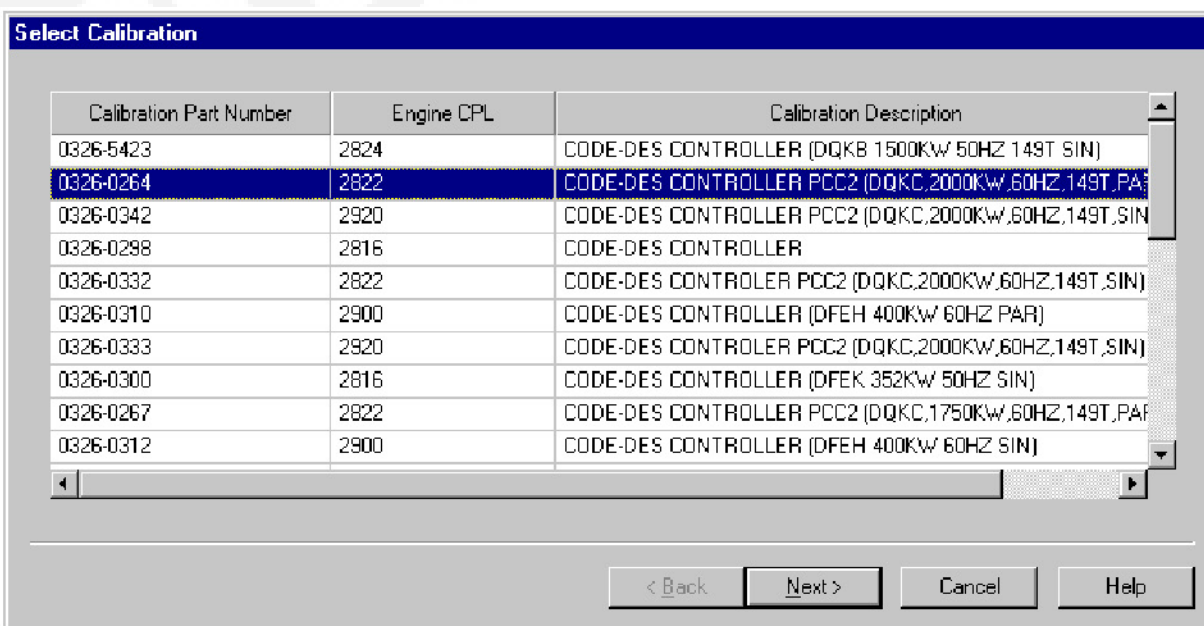 Select Calibration
Calibration Part Number Engine CPL Calibration Description
0326-5423 2824 CODE-DES CONTROLLER (DQKB 1500KW 50HZ 149T SIN)
0326-0264 2822 CODE-DES CONTROLLER PCC2 (DQKC,2000KW,60HZ,149T,PA
0326-0342 2920 CODE-DES CONTROLLER PCC2 (DQKC,2000KW,60HZ,149T,SIN
0326-0298 2816 CODE-DES CONTROLLER
0326-0332 2822 CODE-DES CONTROLER PCC2 (DQKC,2000KW,60HZ,149T,SIN)
0326-0310 2900 CODE-DES CONTROLLER (DFEH 400KW 60HZ PAR)
0326-0333 2920 CODE-DES CONTROLER PCC2 (DQKC,2000KW,60HZ,149T,SIN)
0326-0300 2816 CODE-DES CONTROLLER (DFEK 352KW 50HZ SIN)
0326-0267 2822 CODE-DES CONTROLLER PCC2 (DQKC,1750KW,60HZ,149T,PAR
0326-0312 2900 CODE-DES CONTROLLER (DFEH 400KW 60HZ SIN)
< Back Next > Cancel Help